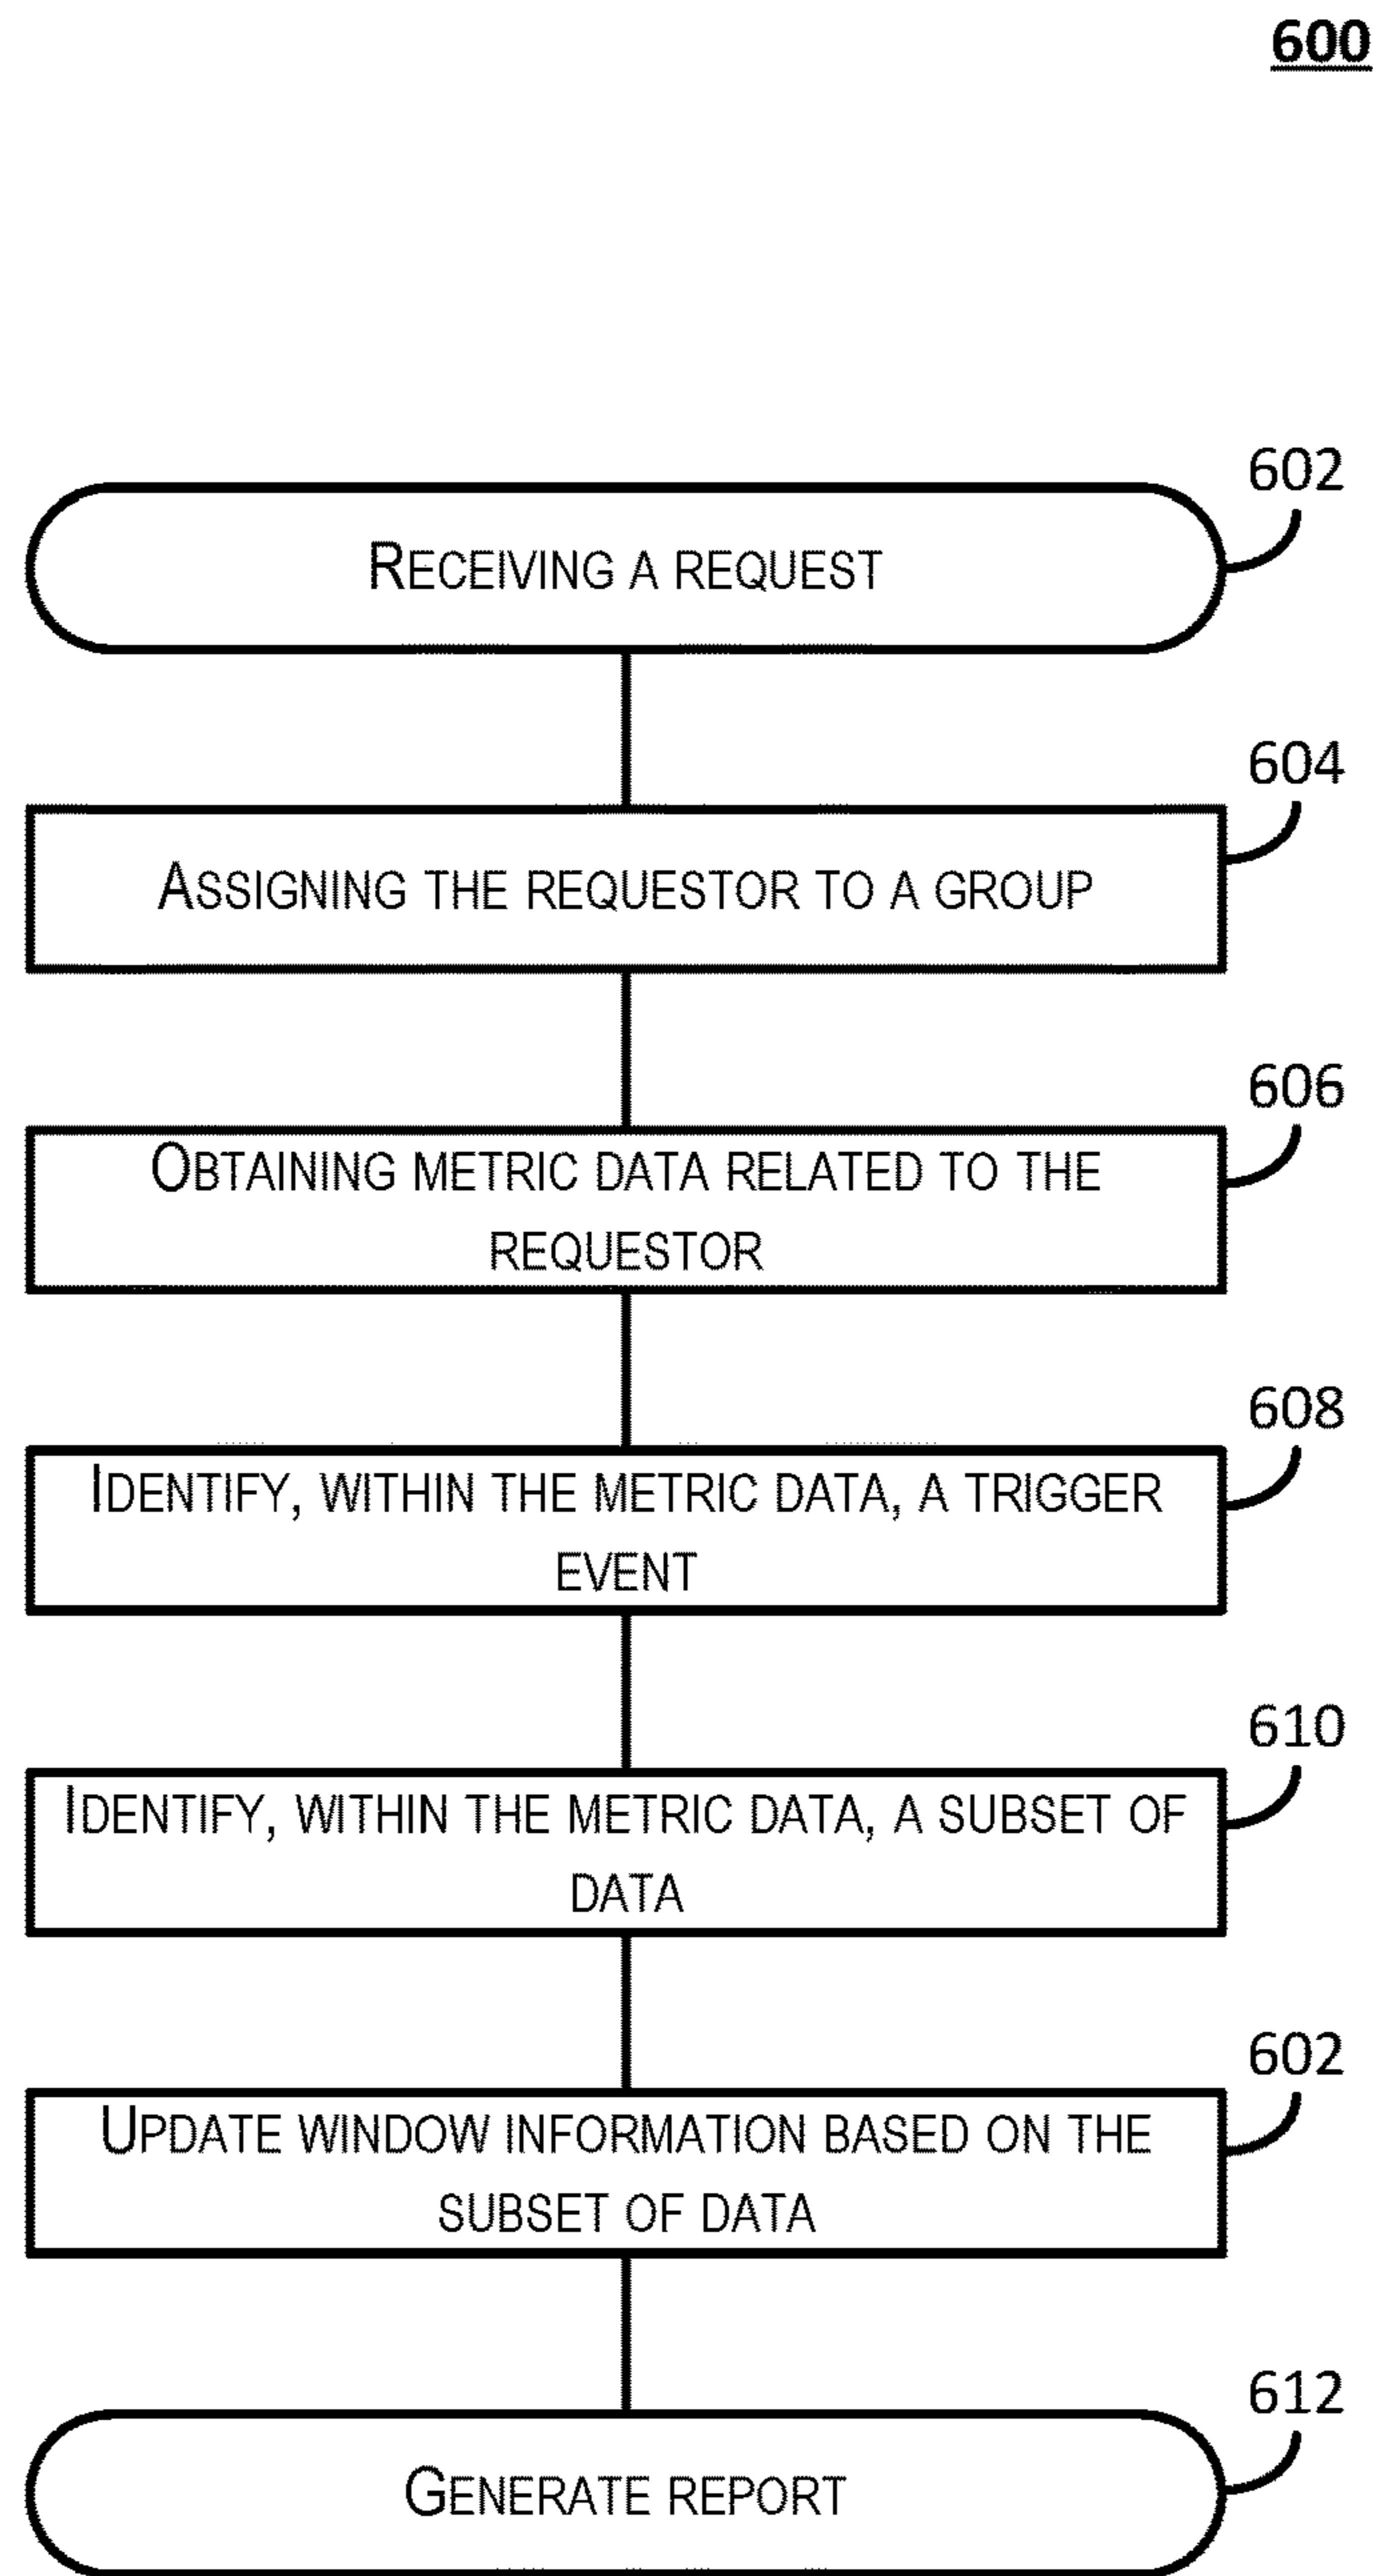 600
602
RECEIVING A REQUEST
604
ASSIGNING THE REQUESTOR TO A GROUP
606
OBTAINING METRIC DATA RELATED TO THE
REQUESTOR
608
IDENTIFY, WITHIN THE METRIC DATA, A TRIGGER
EVENT
610
IDENTIFY, WITHIN THE METRIC DATA, A SUBSET OF
DATA
602
UPDATE WINDOW INFORMATION BASED ON THE
SUBSET OF DATA
612
GENERATE REPORT